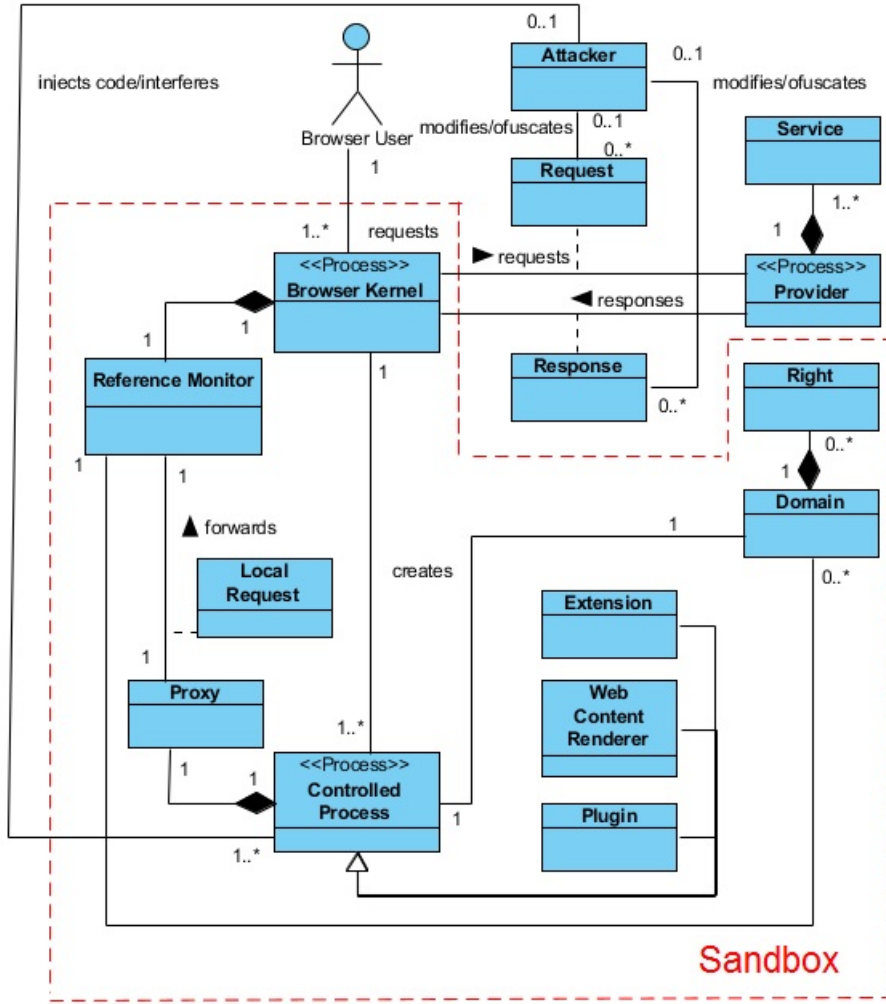 0..1
Attacker
0..1
injects code/interferes
modifies/ofuscates
modifies/ofuscates
0..1
Browser User
Service
0..*
1
Request
1..*
1..*
requests
1
requests
<<Process>>
Browser Kernel
<<Process>>
Provider
responses
1
1
1
Reference Monitor
Response
Right
0..*
0..*
1
1
1
Domain
forwards
1
Local
Request
creates
0..*
Extension
1
Proxy
Web
Content
Renderer
1..*
1
1
<<Process>>
Controlled
Process
1
Plugin
1..*
Sandbox